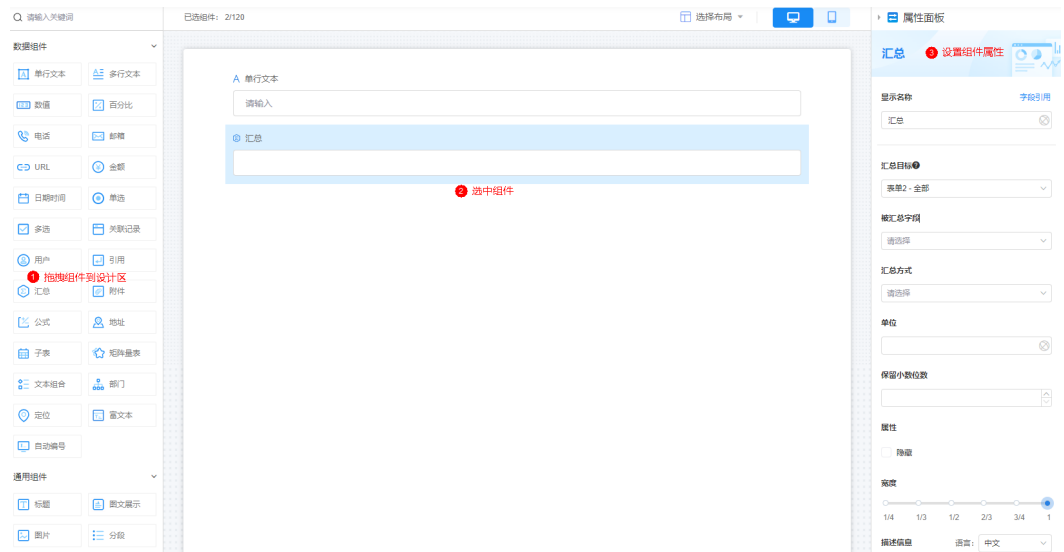 请输入关键词
已选组件：2/120
选择布局
属性面板
数据组件
单行文本
多行文本
数值
百分比
电话
邮箱
URL
金额
日期时间
单选
多选
关联记录
用户
引用
1 拖拽组件到设计区
汇总
附件
公式
地址
子表
矩阵量表
文本组合
部门
定位
富文本
自动编号
通用组件
标题
图文展示
图片
分段
A 单行文本
请输入
汇总
2 选中组件
汇总
3 设置组件属性
显示名称
字段引用
汇总
汇总目标
表单2 - 全部
被汇总字段
请选择
汇总方式
请选择
单位
保留小数位数
属性
隐藏
宽度
1/4 1/3 1/2 2/3 3/4 1
描述信息 语言： 中文